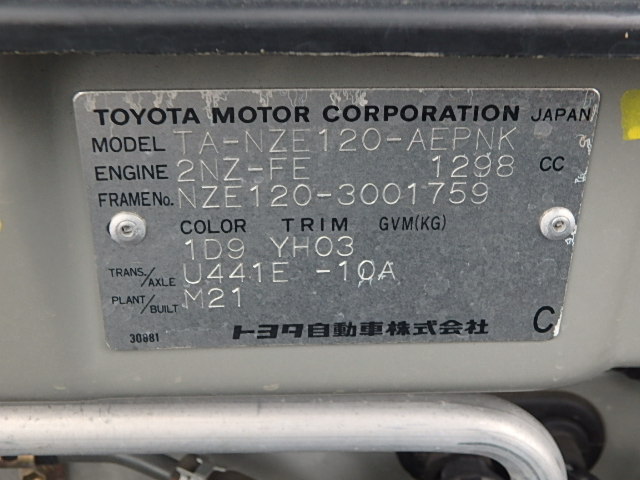 TOYOTA MOTOR CORPORATION JAPAN
MODEL TA-NZE120-AEPNK
ENGINE 2NZ-FE 1298 CC
FRAME No. NZE120-3001759
COLOR TRIM GVM(KG)
1D9 YH03
TRANS./AXLE U441E -10A
PLANT/BUILT M21
30881 トヨタ自動車株式会社 C